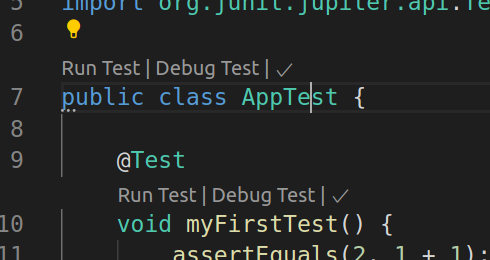 5 import org.junit.jupiter.api.Te
6
Run Test | Debug Test | ✓
7 public class AppTest {
8
9 @Test
Run Test | Debug Test | ✓
10 void myFirstTest() {
11 assertEquals(2, 1 + 1);